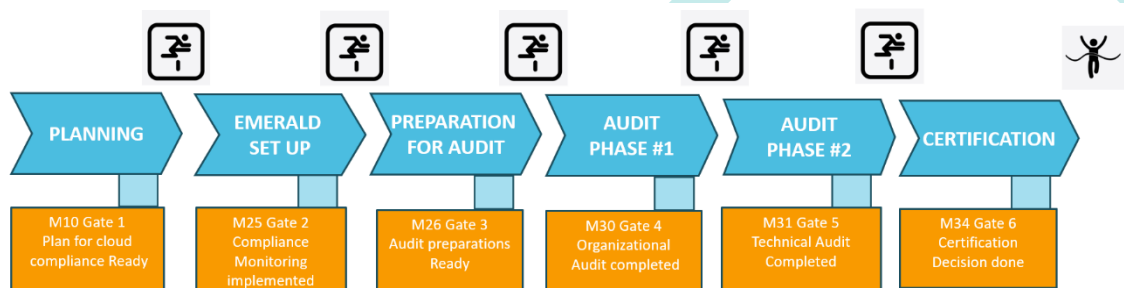 PLANNING
EMERALD
SET UP
PREPARATION
FOR AUDIT
AUDIT
PHASE #1
AUDIT
PHASE #2
CERTIFICATION
M10 Gate 1
Plan for cloud
compliance Ready
M25 Gate 2
Compliance
Monitoring
implemented
M26 Gate 3
Audit preparations
Ready
M30 Gate 4
Organizational
Audit completed
M31 Gate 5
Technical Audit
Completed
M34 Gate 6
Certification
Decision done